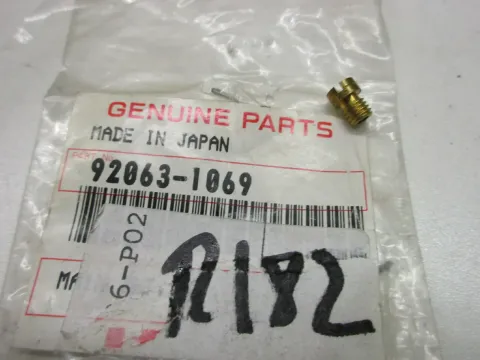 GENUINE PARTS
MADE IN JAPAN
92063-1069
6-P02
R182